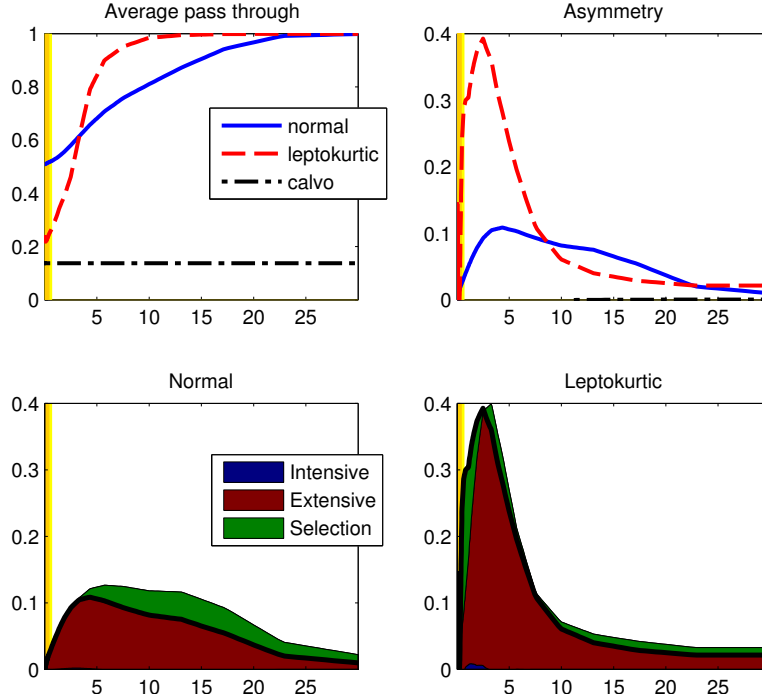 Average pass through
Asymmetry
1
0.8
0.6
0.4
0.2
0
5 10 15 20 25
normal
leptokurtic
calvo
0.4
0.3
0.2
0.1
0
5 10 15 20 25
Normal
Leptokurtic
0.4
0.3
0.2
0.1
0
5 10 15 20 25
Intensive
Extensive
Selection
0.4
0.3
0.2
0.1
0
5 10 15 20 25